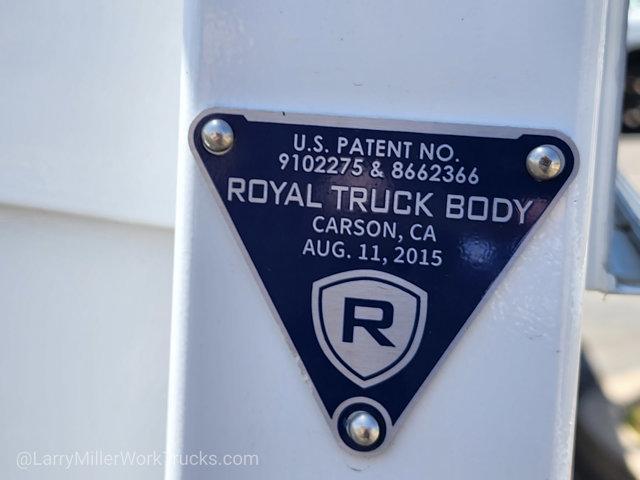 U.S. PATENT NO.
9102275 & 8662366
ROYAL TRUCK BODY
CARSON, CA
AUG. 11, 2015
R
@LarryMillerWorkTrucks.com